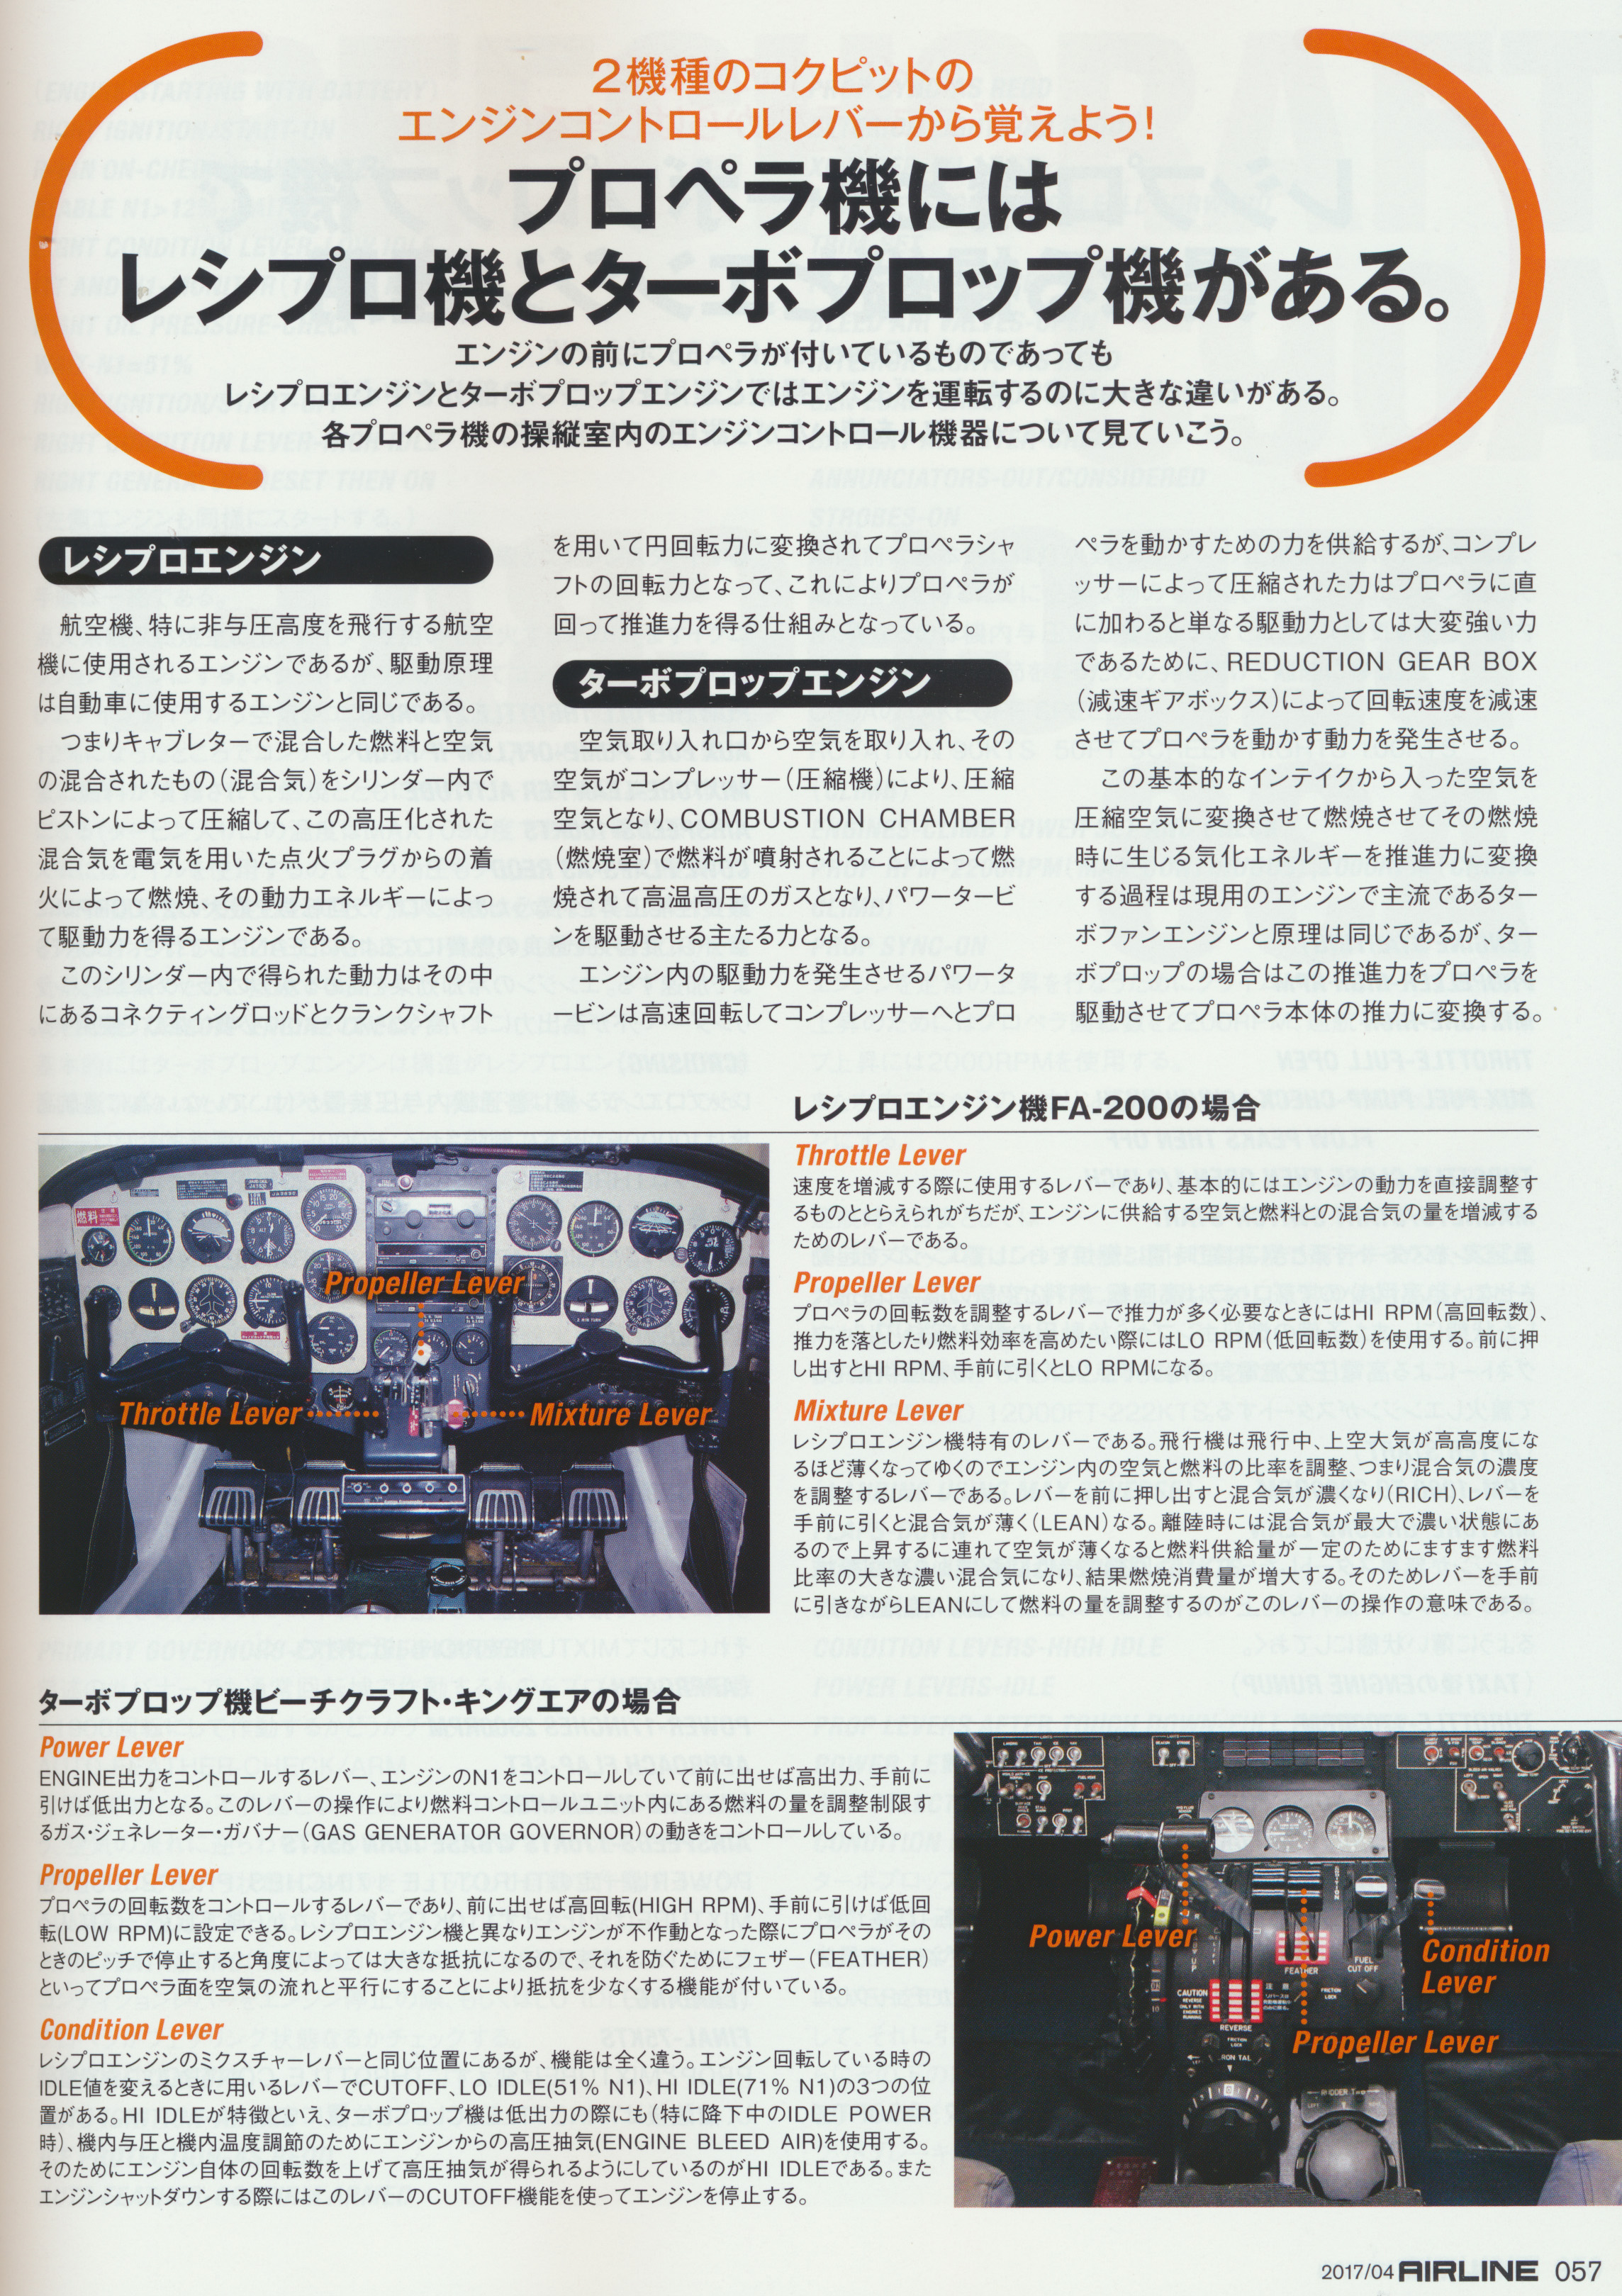 2機種のコクピットの
エンジンコントロールレバーから覚えよう!
プロペラ機には
レシプロ機とターボプロップ機がある。
エンジンの前にプロペラが付いているものであっても
レシプロエンジンとターボプロップエンジンではエンジンを運転するのに大きな違いがある。
各プロペラ機の操縦室内のエンジンコントロール機器について見ていこう。
レシプロエンジン
航空機、特に非与圧高度を飛行する航空
機に使用されるエンジンであるが、駆動原理
は自動車に使用するエンジンと同じである。
つまりキャブレターで混合した燃料と空気
の混合されたもの（混合気）をシリンダー内で
ピストンによって圧縮して、この高圧化された
混合気を電気を用いた点火プラグからの着
火によって燃焼、その動力エネルギーによっ
て駆動力を得るエンジンである。
このシリンダー内で得られた動力はその中
にあるコネクティングロッドとクランクシャフト
を用いて円回転力に変換されてプロペラシャ
フトの回転力となって、これによりプロペラが
回って推進力を得る仕組みとなっている。
ターボプロップエンジン
空気取り入れ口から空気を取り入れ、その
空気がコンプレッサー（圧縮機）により、圧縮
空気となり、COMBUSTION CHAMBER
（燃焼室）で燃料が噴射されることによって燃
焼されて高温高圧のガスとなり、パワータービ
ンを駆動させる主たる力となる。
エンジン内の駆動力を発生させるパワータ
ービンは高速回転してコンプレッサーへとプロ
ペラを動かすための力を供給するが、コンプレ
ッサーによって圧縮された力はプロペラに直
に加わると単なる駆動力としては大変強い力
であるために、REDUCTION GEAR BOX
（減速ギアボックス）によって回転速度を減速
させてプロペラを動かす動力を発生させる。
この基本的なインテイクから入った空気を
圧縮空気に変換させて燃焼させてその燃焼
時に生じる気化エネルギーを推進力に変換
する過程は現用のエンジンで主流であるター
ボファンエンジンと原理は同じであるが、ター
ボプロップの場合はこの推進力をプロペラを
駆動させてプロペラ本体の推力に変換する。
レシプロエンジン機FA-200の場合
Throttle Lever
速度を増減する際に使用するレバーであり、基本的にはエンジンの動力を直接調整す
るものととらえられがちだが、エンジンに供給する空気と燃料との混合気の量を増減する
ためのレバーである。
Propeller Lever
プロペラの回転数を調整するレバーで推力が多く必要なときにはHI RPM（高回転数）、
推力を落としたり燃料効率を高めたい際にはLO RPM（低回転数）を使用する。前に押
し出すとHI RPM、手前に引くとLO RPMになる。
Mixture Lever
レシプロエンジン機特有のレバーである。飛行機は飛行中、上空大気が高高度にな
るほど薄くなってゆくのでエンジン内の空気と燃料の比率を調整、つまり混合気の濃度
を調整するレバーである。レバーを前に押し出すと混合気が濃くなり(RICH)、レバーを
手前に引くと混合気が薄く(LEAN)なる。離陸時には混合気が最大で濃い状態にあ
るので上昇するに連れて空気が薄くなると燃料供給量が一定のためにますます燃料
比率の大きな濃い混合気になり、結果燃焼消費量が増大する。そのためレバーを手前
に引きながらLEANにして燃料の量を調整するのがこのレバーの操作の意味である。
燃料
Propeller Lever
Throttle Lever
Mixture Lever
ターボプロップ機ビーチクラフト・キングエアの場合
Power Lever
ENGINE出力をコントロールするレバー、エンジンのN1をコントロールしていて前に出せば高出力、手前に
引けば低出力となる。このレバーの操作により燃料コントロールユニット内にある燃料の量を調整制限す
るガス・ジェネレーター・ガバナー（GAS GENERATOR GOVERNOR）の動きをコントロールしている。
Propeller Lever
プロペラの回転数をコントロールするレバーであり、前に出せば高回転(HIGH RPM)、手前に引けば低回
転(LOW RPM)に設定できる。レシプロエンジン機と異なりエンジンが不作動となった際にプロペラがその
ときのピッチで停止すると角度によっては大きな抵抗になるので、それを防ぐためにフェザー（FEATHER）
といってプロペラ面を空気の流れと平行にすることにより抵抗を少なくする機能が付いている。
Condition Lever
レシプロエンジンのミクスチャーレバーと同じ位置にあるが、機能は全く違う。エンジン回転している時の
IDLE値を変えるときに用いるレバーでCUTOFF、LO IDLE(51% N1)、HI IDLE(71% N1)の3つの位
置がある。HI IDLEが特徴といえ、ターボプロップ機は低出力の際にも（特に降下中のIDLE POWER
時）、機内与圧と機内温度調節のためにエンジンからの高圧抽気(ENGINE BLEED AIR)を使用する。
そのためにエンジン自体の回転数を上げて高圧抽気が得られるようにしているのがHI IDLEである。また
エンジンシャットダウンする際にはこのレバーのCUTOFF機能を使ってエンジンを停止する。
Power Lever
Condition
Lever
Propeller Lever
FEATHER
FUEL
CUT OFF
FRICTION
LOCK
CAUTION
REVERSE
ONLY WITH
ENGINES
RUNNING
REVERSE
FRICTION
LOCK
2017/04 AIRLINE 057